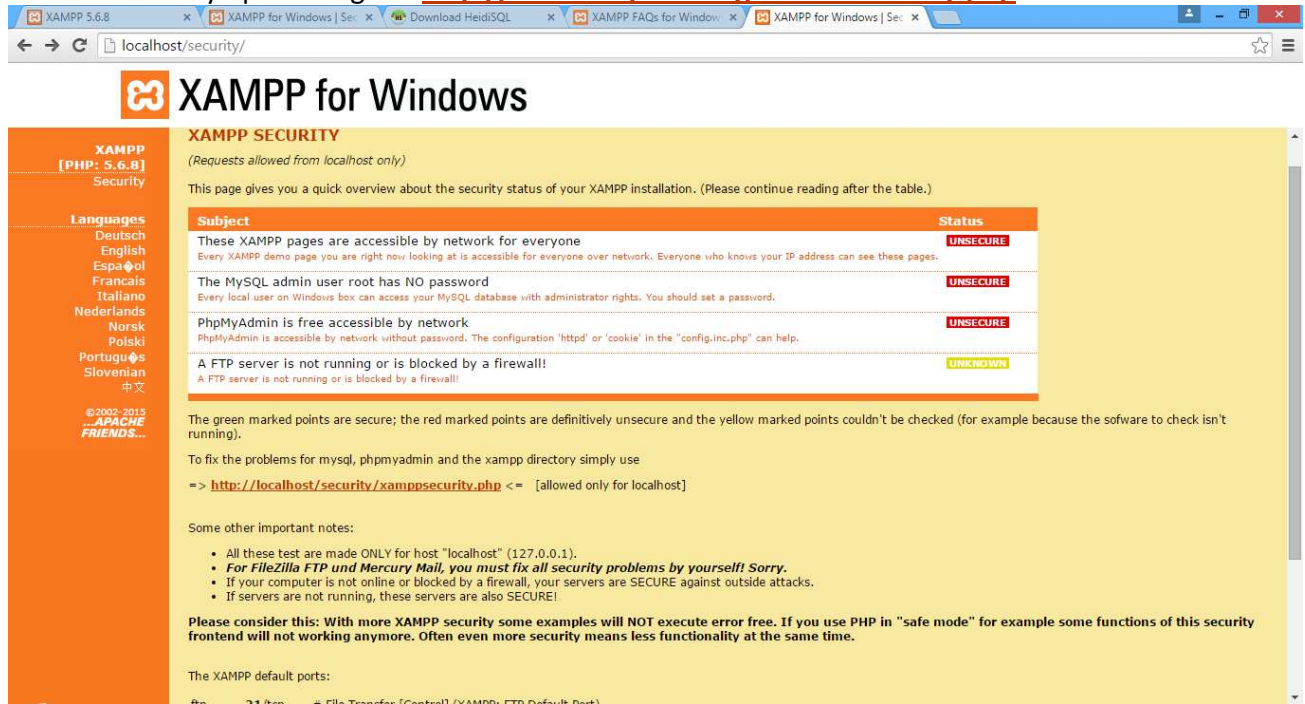 XAMPP 5.6.8
XAMPP for Windows | Sec
Download HeidiSQL
XAMPP FAQs for Window
XAMPP for Windows | Sec
localhost/security/
XAMPP for Windows
XAMPP
[PHP: 5.6.8]
Security
Languages
Deutsch
English
Espa�ol
Francais
Italiano
Nederlands
Norsk
Polski
Portugu�s
Slovenian
中文
©2002-2015
...APACHE
FRIENDS...
XAMPP SECURITY
(Requests allowed from localhost only)
This page gives you a quick overview about the security status of your XAMPP installation. (Please continue reading after the table.)
Subject Status
These XAMPP pages are accessible by network for everyone UNSECURE
Every XAMPP demo page you are right now looking at is accessible for everyone over network. Everyone who knows your IP address can see these pages.
The MySQL admin user root has NO password UNSECURE
Every local user on Windows box can access your MySQL database with administrator rights. You should set a password.
PhpMyAdmin is free accessible by network UNSECURE
PhpMyAdmin is accessible by network without password. The configuration 'httpd' or 'cookie' in the "config.inc.php" can help.
A FTP server is not running or is blocked by a firewall! UNKNOWN
A FTP server is not running or is blocked by a firewall!
The green marked points are secure; the red marked points are definitively unsecure and the yellow marked points couldn't be checked (for example because the sofware to check isn't
running).
To fix the problems for mysql, phpmyadmin and the xampp directory simply use
=> http://localhost/security/xamppsecurity.php <= [allowed only for localhost]
Some other important notes:
• All these test are made ONLY for host "localhost" (127.0.0.1).
• For FileZilla FTP und Mercury Mail, you must fix all security problems by yourself! Sorry.
• If your computer is not online or blocked by a firewall, your servers are SECURE against outside attacks.
• If servers are not running, these servers are also SECURE!
Please consider this: With more XAMPP security some examples will NOT execute error free. If you use PHP in "safe mode" for example some functions of this security
frontend will not working anymore. Often even more security means less functionality at the same time.
The XAMPP default ports:
ftp 21/tcp # File Transfer [Control] (XAMPP: FTP Default Port)